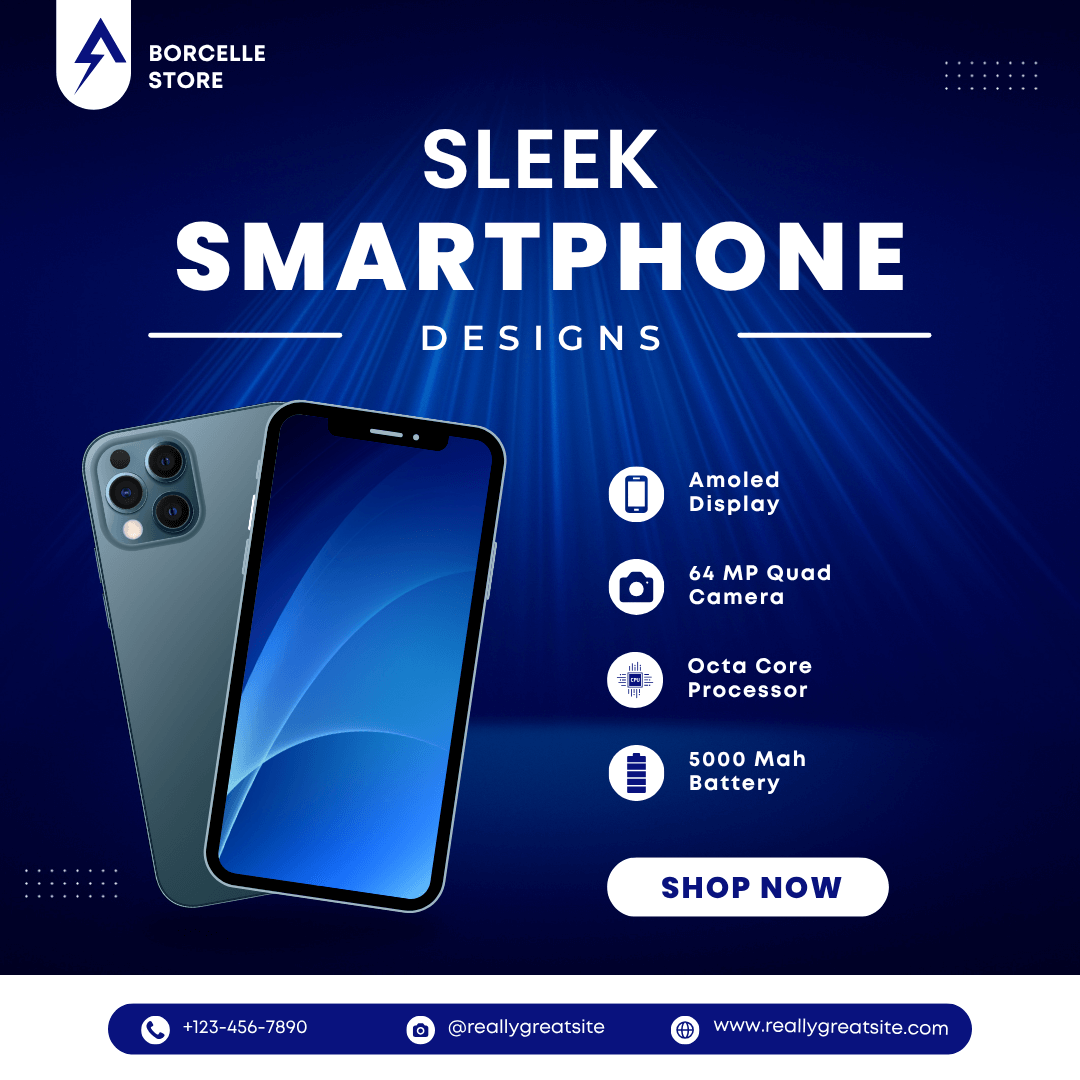 BORCELLE
STORE
SLEEK
SMARTPHONE
DESIGNS
Amoled
Display
64 MP Quad
Camera
CPU
Octa Core
Processor
5000 Mah
Battery
SHOP NOW
+123-456-7890
@reallygreatsite
www.reallygreatsite.com